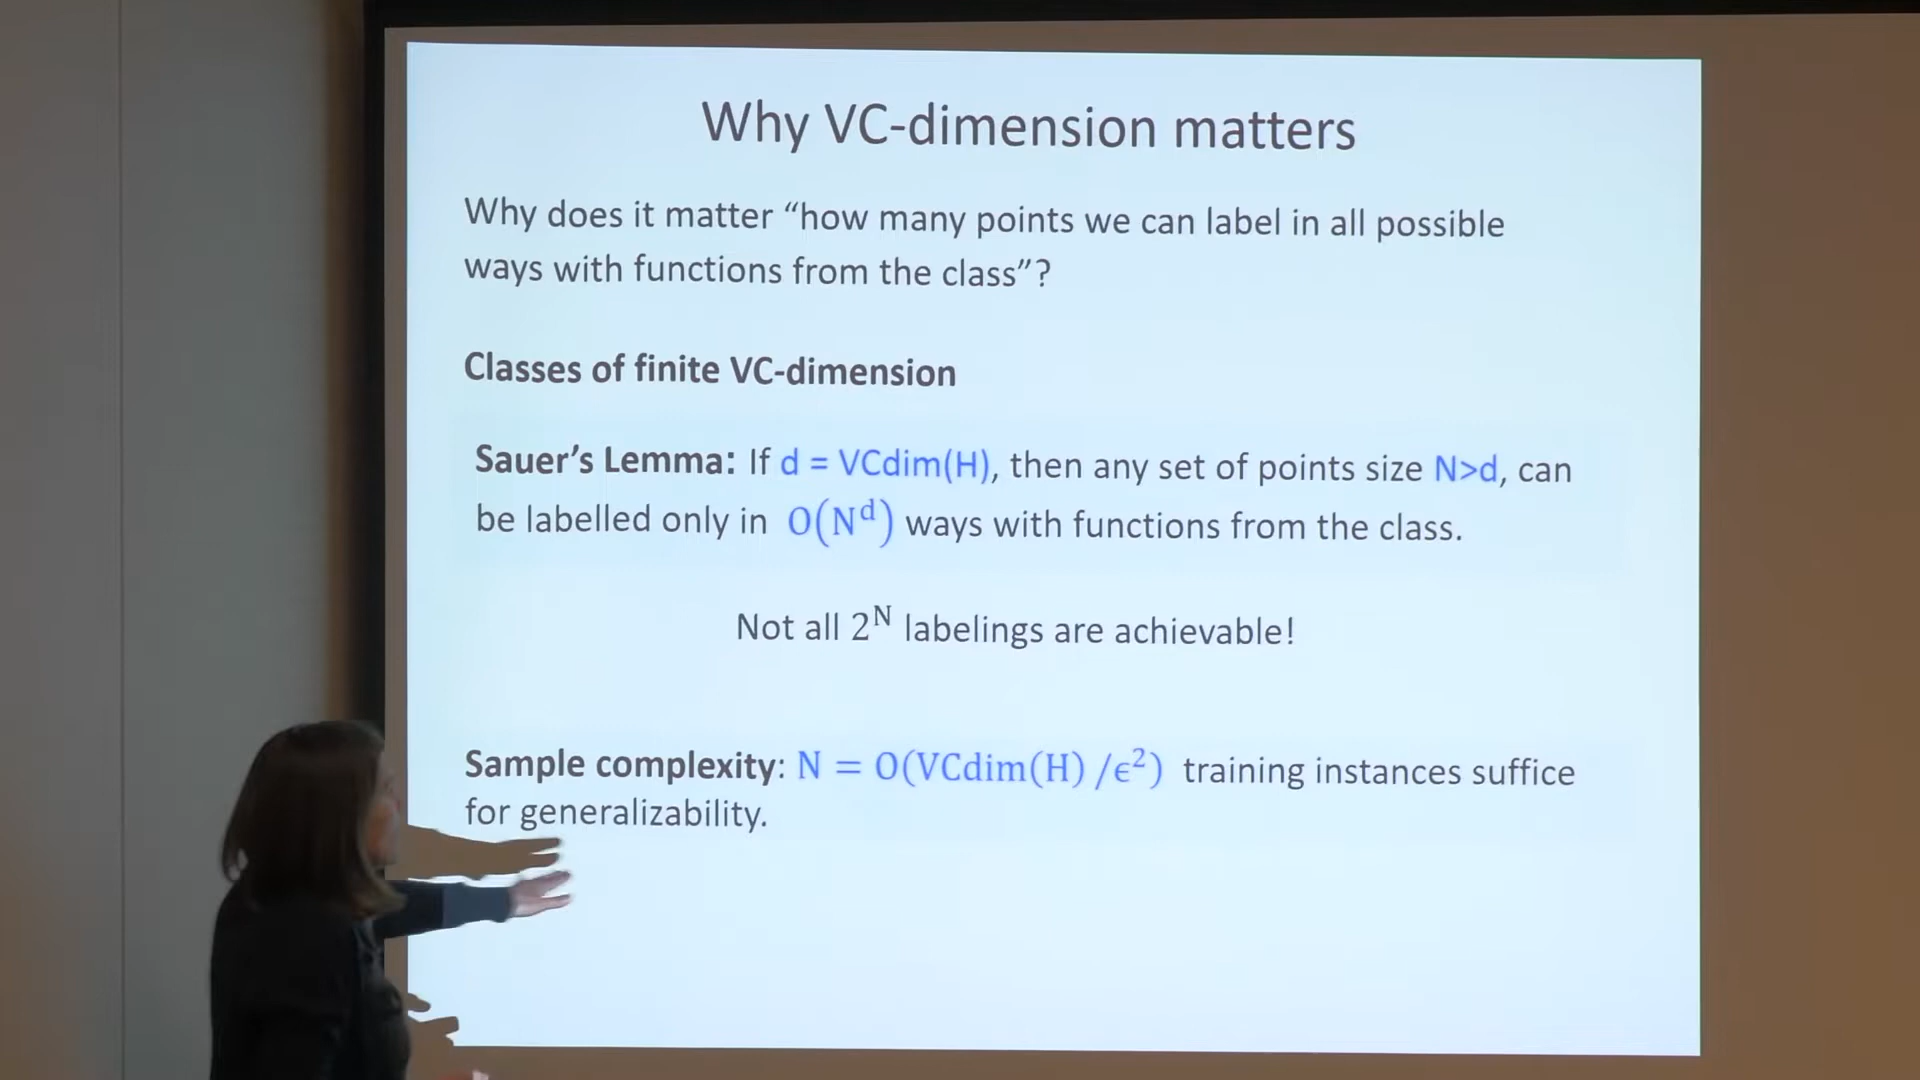 Why VC-dimension matters
Why does it matter “how many points we can label in all possible
ways with functions from the class”?
Classes of finite VC-dimension
Sauer’s Lemma: If d = VCdim(H), then any set of points size N>d, can
be labelled only in O(N^d) ways with functions from the class.
Not all 2^N labelings are achievable!
Sample complexity: N = O(VCdim(H) /ϵ²) training instances suffice
for generalizability.